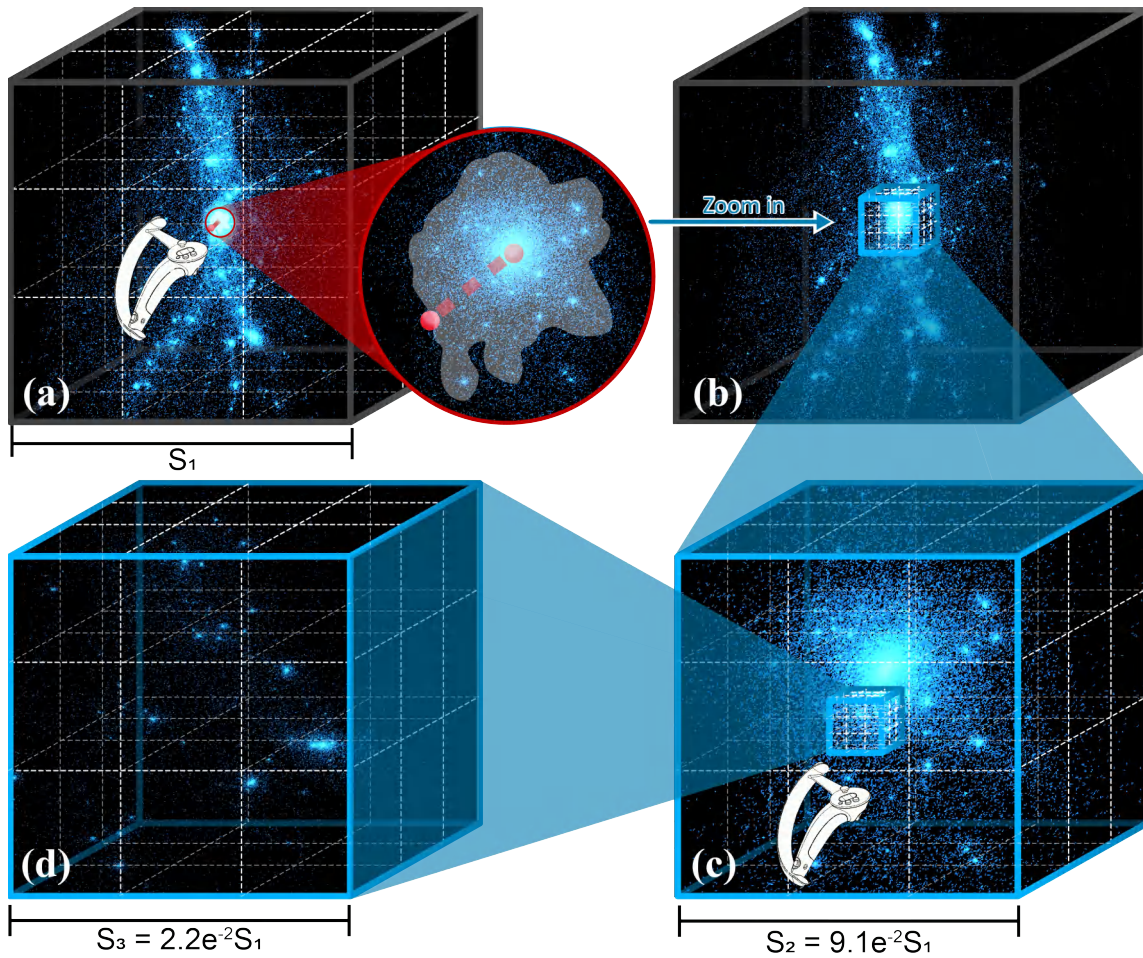 (a)
S₁
Zoom in
(b)
(d)
S₃ = 2.2e⁻²S₁
(c)
S₂ = 9.1e⁻²S₁